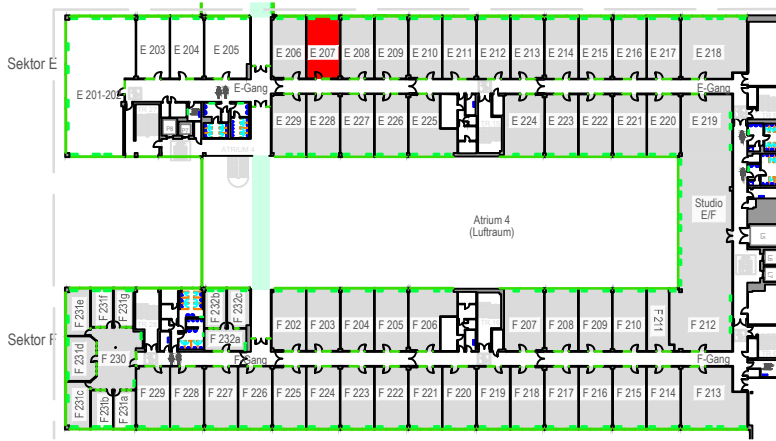 E 203
E 204
E 205
E 206
E 207
E 208
E 209
E 210
E 211
E 212
E 213
E 214
E 215
E 216
E 217
E 218
Sektor E
E-Gang
E-Gang
E 229
E 228
E 227
E 226
E 225
E 224
E 223
E 222
E 221
E 220
E 219
ATRIUM 4
Studio
E/F
Atrium 4
(Luftraum)
F 231e
F 231f
F 231g
F 232b
F 232c
F 202
F 203
F 204
F 205
F 206
F 207
F 208
F 209
F 210
F 211
F 212
Sektor F
F 232a
F 231d
F 230
F-Gang
F 231c
F 231b
F 231a
F 229
F 228
F 227
F 226
F 225
F 224
F 223
F 222
F 221
F 220
F 219
F 218
F 217
F 216
F 215
F 214
F 213